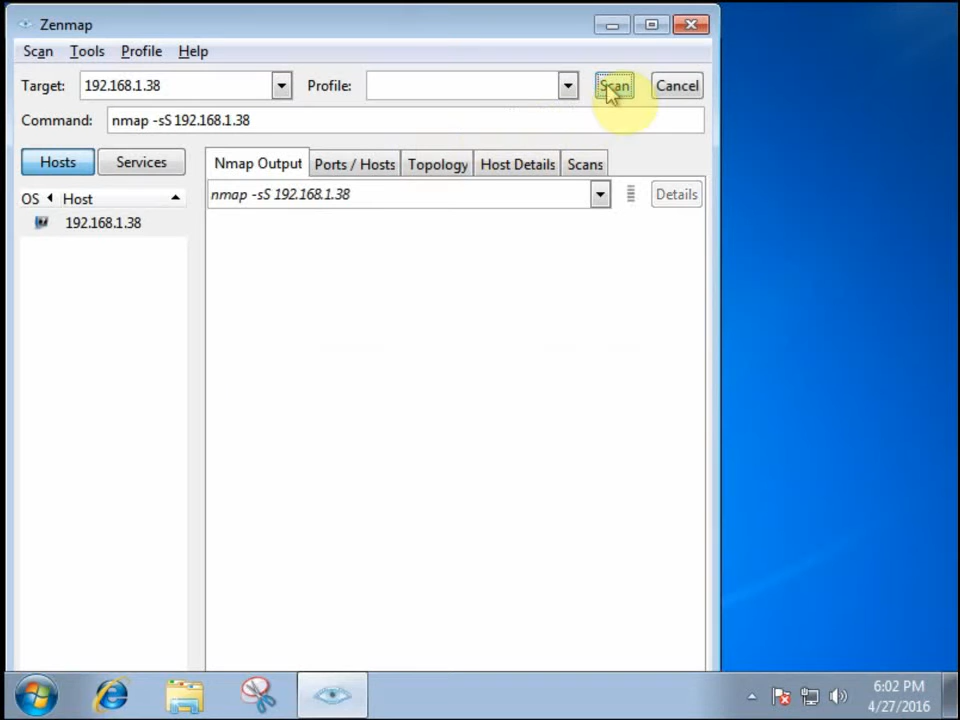 Zenmap
Scan Tools Profile Help
Target: 192.168.1.38 Profile: Scan Cancel
Command: nmap -sS 192.168.1.38
Hosts Services Nmap Output Ports / Hosts Topology Host Details Scans
OS Host nmap -sS 192.168.1.38 Details
192.168.1.38
6:02 PM
4/27/2016